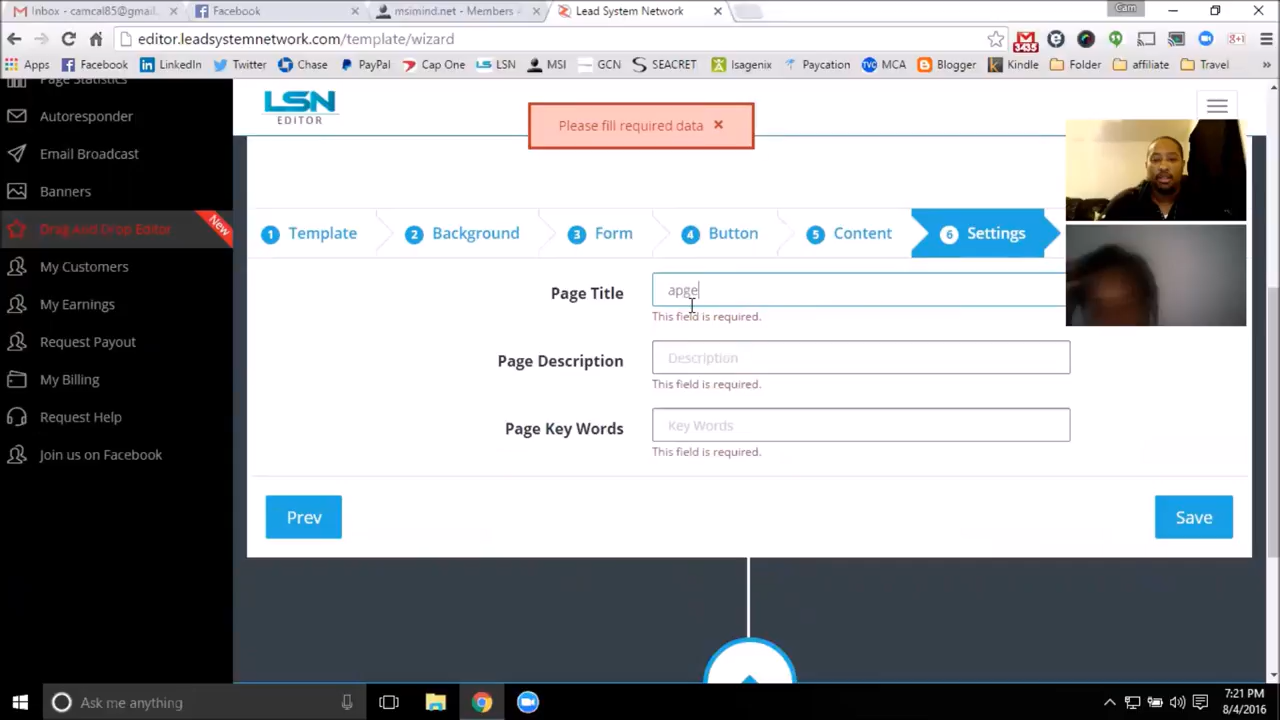 Inbox - camcal85@gmail.
Facebook
msimind.net - Members -
Lead System Network
Cam
editor.leadsystemnetwork.com/template/wizard
3435
Apps
Facebook
LinkedIn
Twitter
Chase
PayPal
Cap One
LSN
MSI
GCN
SEACRET
Isagenix
Paycation
TVC MCA
Blogger
Kindle
Folder
affiliate
Travel
»
Page Statistics
Autoresponder
Email Broadcast
Banners
Drag And Drop Editor
New
My Customers
My Earnings
Request Payout
My Billing
Request Help
Join us on Facebook
LSN
EDITOR
Please fill required data ×
1 Template
2 Background
3 Form
4 Button
5 Content
6 Settings
Page Title
apge
This field is required.
Page Description
Description
This field is required.
Page Key Words
Key Words
This field is required.
Prev
Save
Ask me anything
7:21 PM
8/4/2016